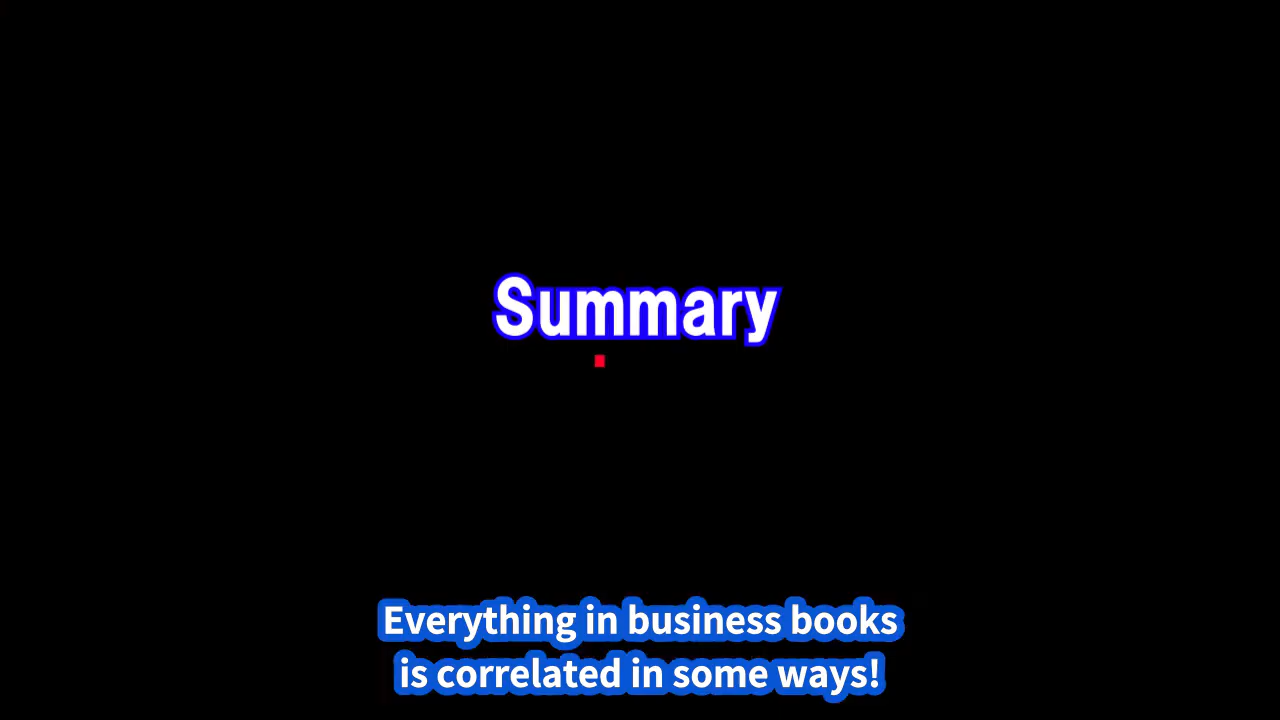 Summary
Everything in business books
is correlated in some ways!